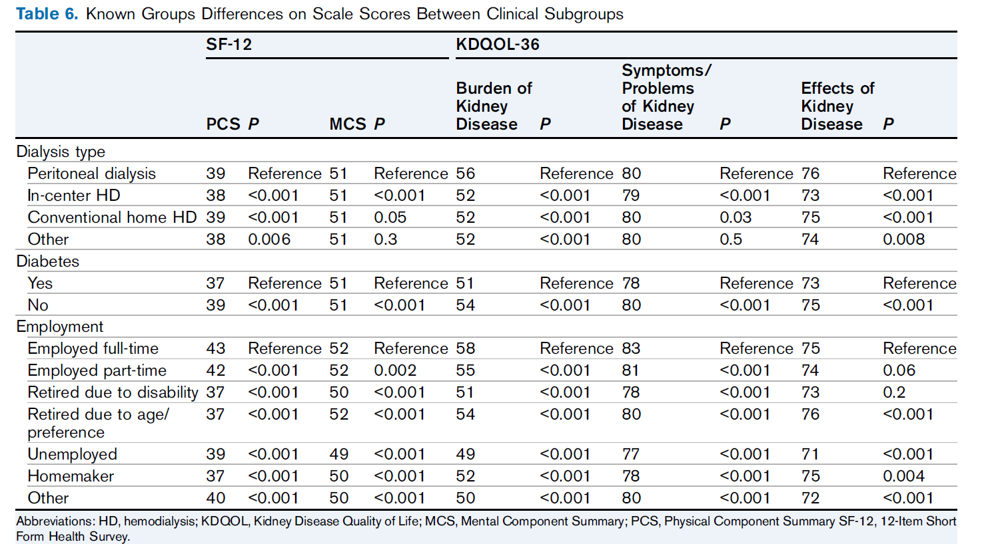 Table 6. Known Groups Differences on Scale Scores Between Clinical Subgroups
SF-12 KDQOL-36
PCS P MCS P Burden of Kidney Disease P Symptoms/ Problems of Kidney Disease P Effects of Kidney Disease P
Dialysis type
Peritoneal dialysis 39 Reference 51 Reference 56 Reference 80 Reference 76 Reference
In-center HD 38 <0.001 51 <0.001 52 <0.001 79 <0.001 73 <0.001
Conventional home HD 39 <0.001 51 0.05 52 <0.001 80 0.03 75 <0.001
Other 38 0.006 51 0.3 52 <0.001 80 0.5 74 0.008
Diabetes
Yes 37 Reference 51 Reference 51 Reference 78 Reference 73 Reference
No 39 <0.001 51 <0.001 54 <0.001 80 <0.001 75 <0.001
Employment
Employed full-time 43 Reference 52 Reference 58 Reference 83 Reference 75 Reference
Employed part-time 42 <0.001 52 0.002 55 <0.001 81 <0.001 74 0.06
Retired due to disability 37 <0.001 50 <0.001 51 <0.001 78 <0.001 73 0.2
Retired due to age/ 37 <0.001 52 <0.001 54 <0.001 80 <0.001 76 <0.001
preference
Unemployed 39 <0.001 49 <0.001 49 <0.001 77 <0.001 71 <0.001
Homemaker 37 <0.001 50 <0.001 52 <0.001 78 <0.001 75 0.004
Other 40 <0.001 50 <0.001 50 <0.001 80 <0.001 72 <0.001
Abbreviations: HD, hemodialysis; KDQOL, Kidney Disease Quality of Life; MCS, Mental Component Summary; PCS, Physical Component Summary SF-12, 12-Item Short
Form Health Survey.